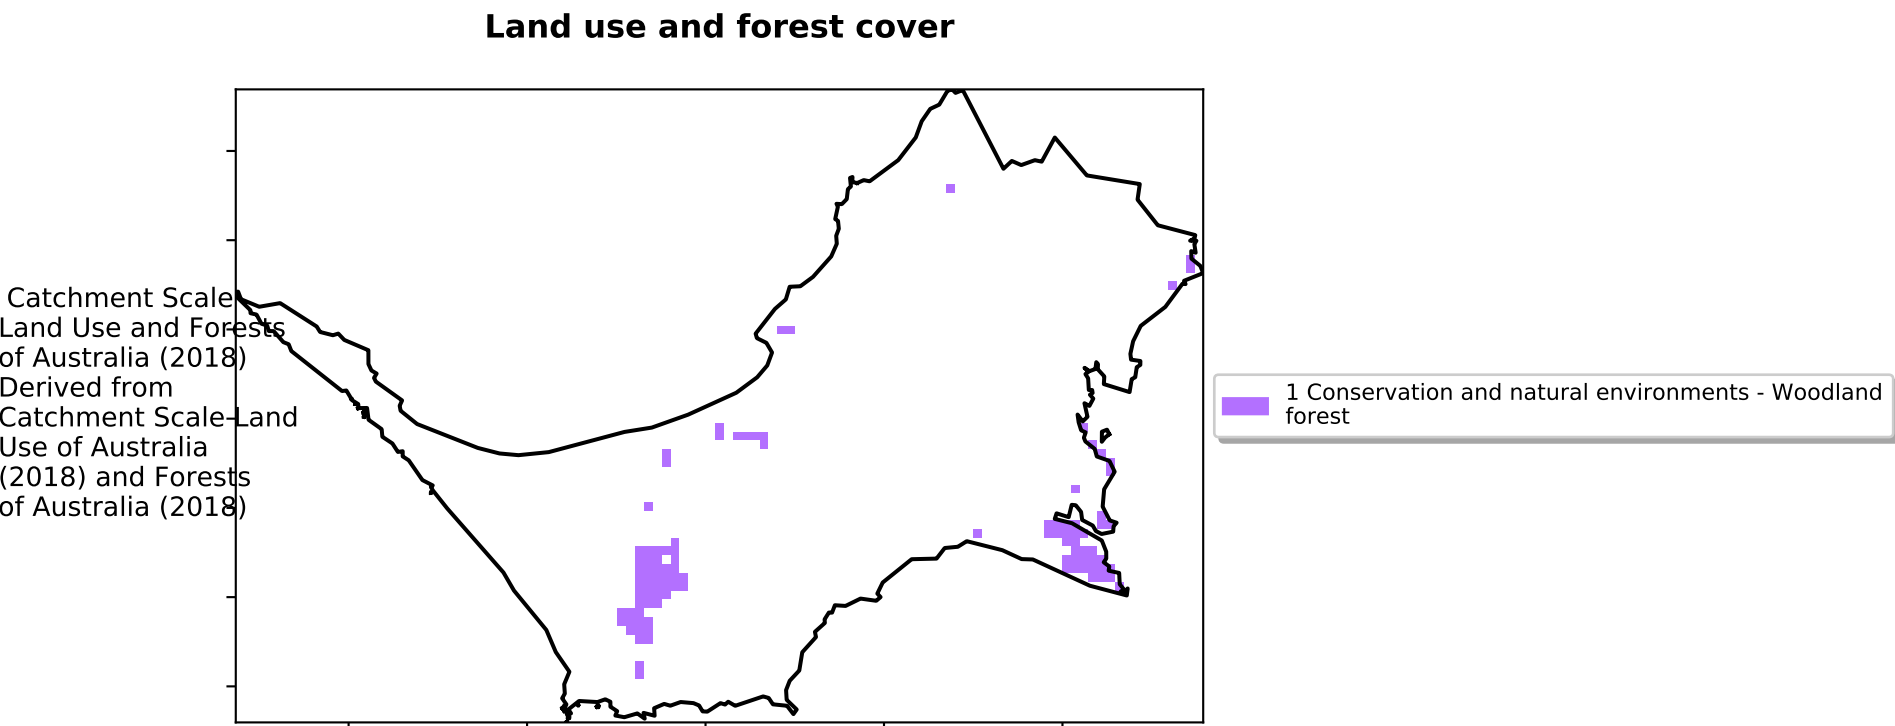 Land use and forest cover
Catchment Scale
Land Use and Forests
of Australia (2018)
Derived from
Catchment Scale Land
Use of Australia
(2018) and Forests
of Australia (2018)
1 Conservation and natural environments - Woodland
forest